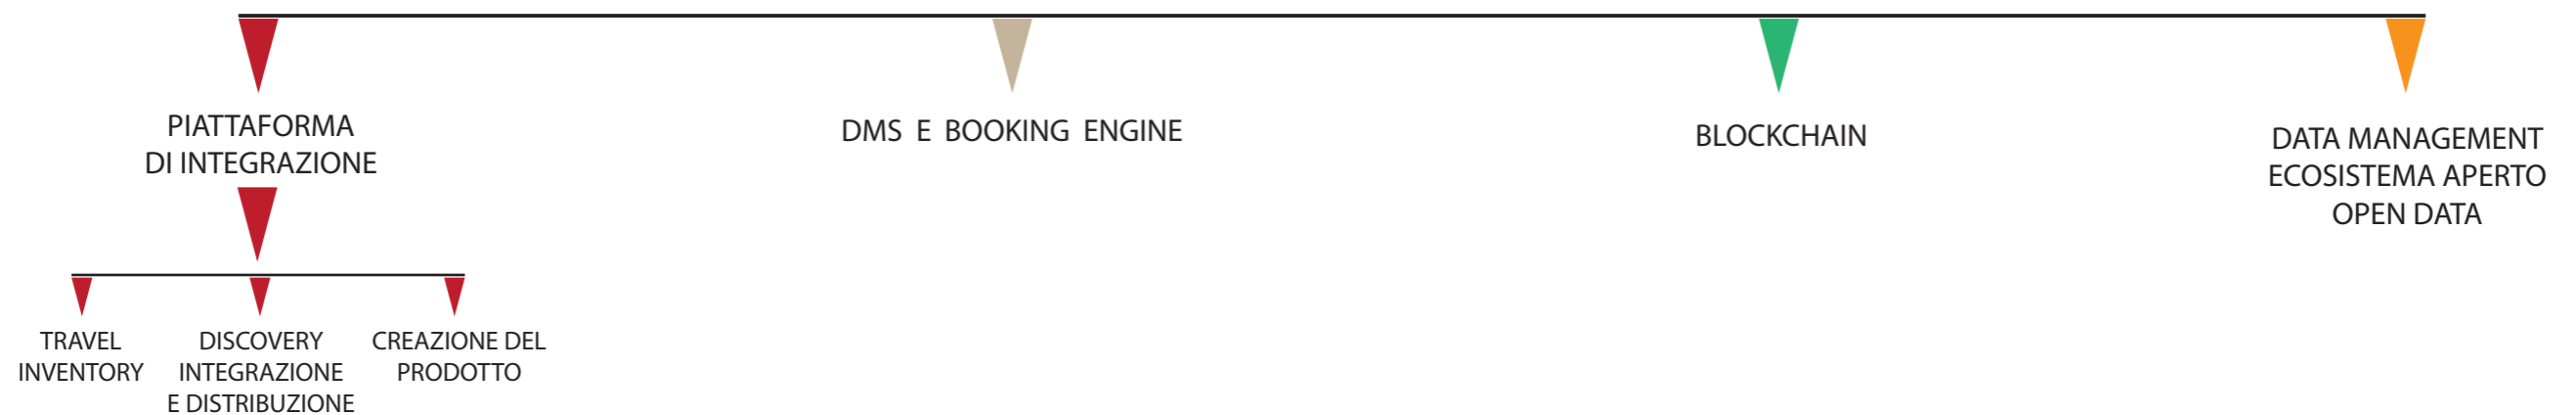 PIATTAFORMA
DI INTEGRAZIONE
DMS E BOOKING ENGINE
BLOCKCHAIN
DATA MANAGEMENT
ECOSISTEMA APERTO
OPEN DATA
TRAVEL
INVENTORY
DISCOVERY
INTEGRAZIONE
E DISTRIBUZIONE
CREAZIONE DEL
PRODOTTO